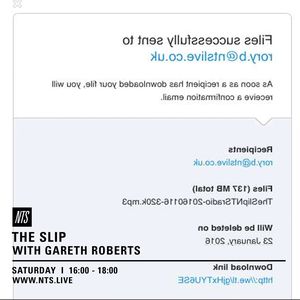 Files successfully sent to
rory.b@ntslive.co.uk
As soon as a recipient has downloaded your file, you will
receive a confirmation email.
Recipients
rory.b@ntslive.co.uk
Files (137 MB total)
TheSlipNTSradio-20160116-320k.mp3
Will be deleted on
23 January, 2016
Download link
http://we.tl/gjHxTYU6SE
NTS
THE SLIP
WITH GARETH ROBERTS
SATURDAY | 16:00 - 18:00
WWW.NTS.LIVE